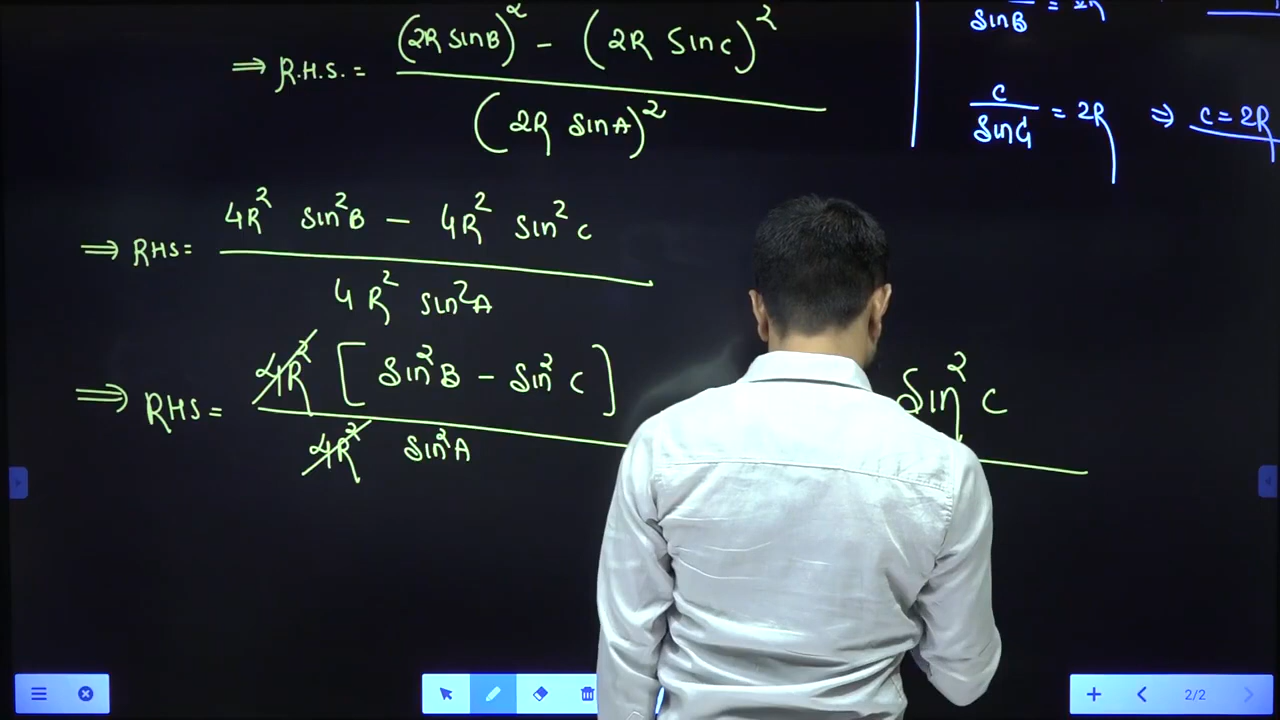 sinB = 2R
⇒ R.H.S. = (2R sinB)² - (2R sinC)²
(2R sinA)²
c/sinC = 2R ⇒ c = 2R
⇒ RHS = 4R² sin²B - 4R² sin²C
4R² sin²A
⇒ RHS = 4R² [sin²B - sin²C]
4R² sin²A
sin²C
2/2